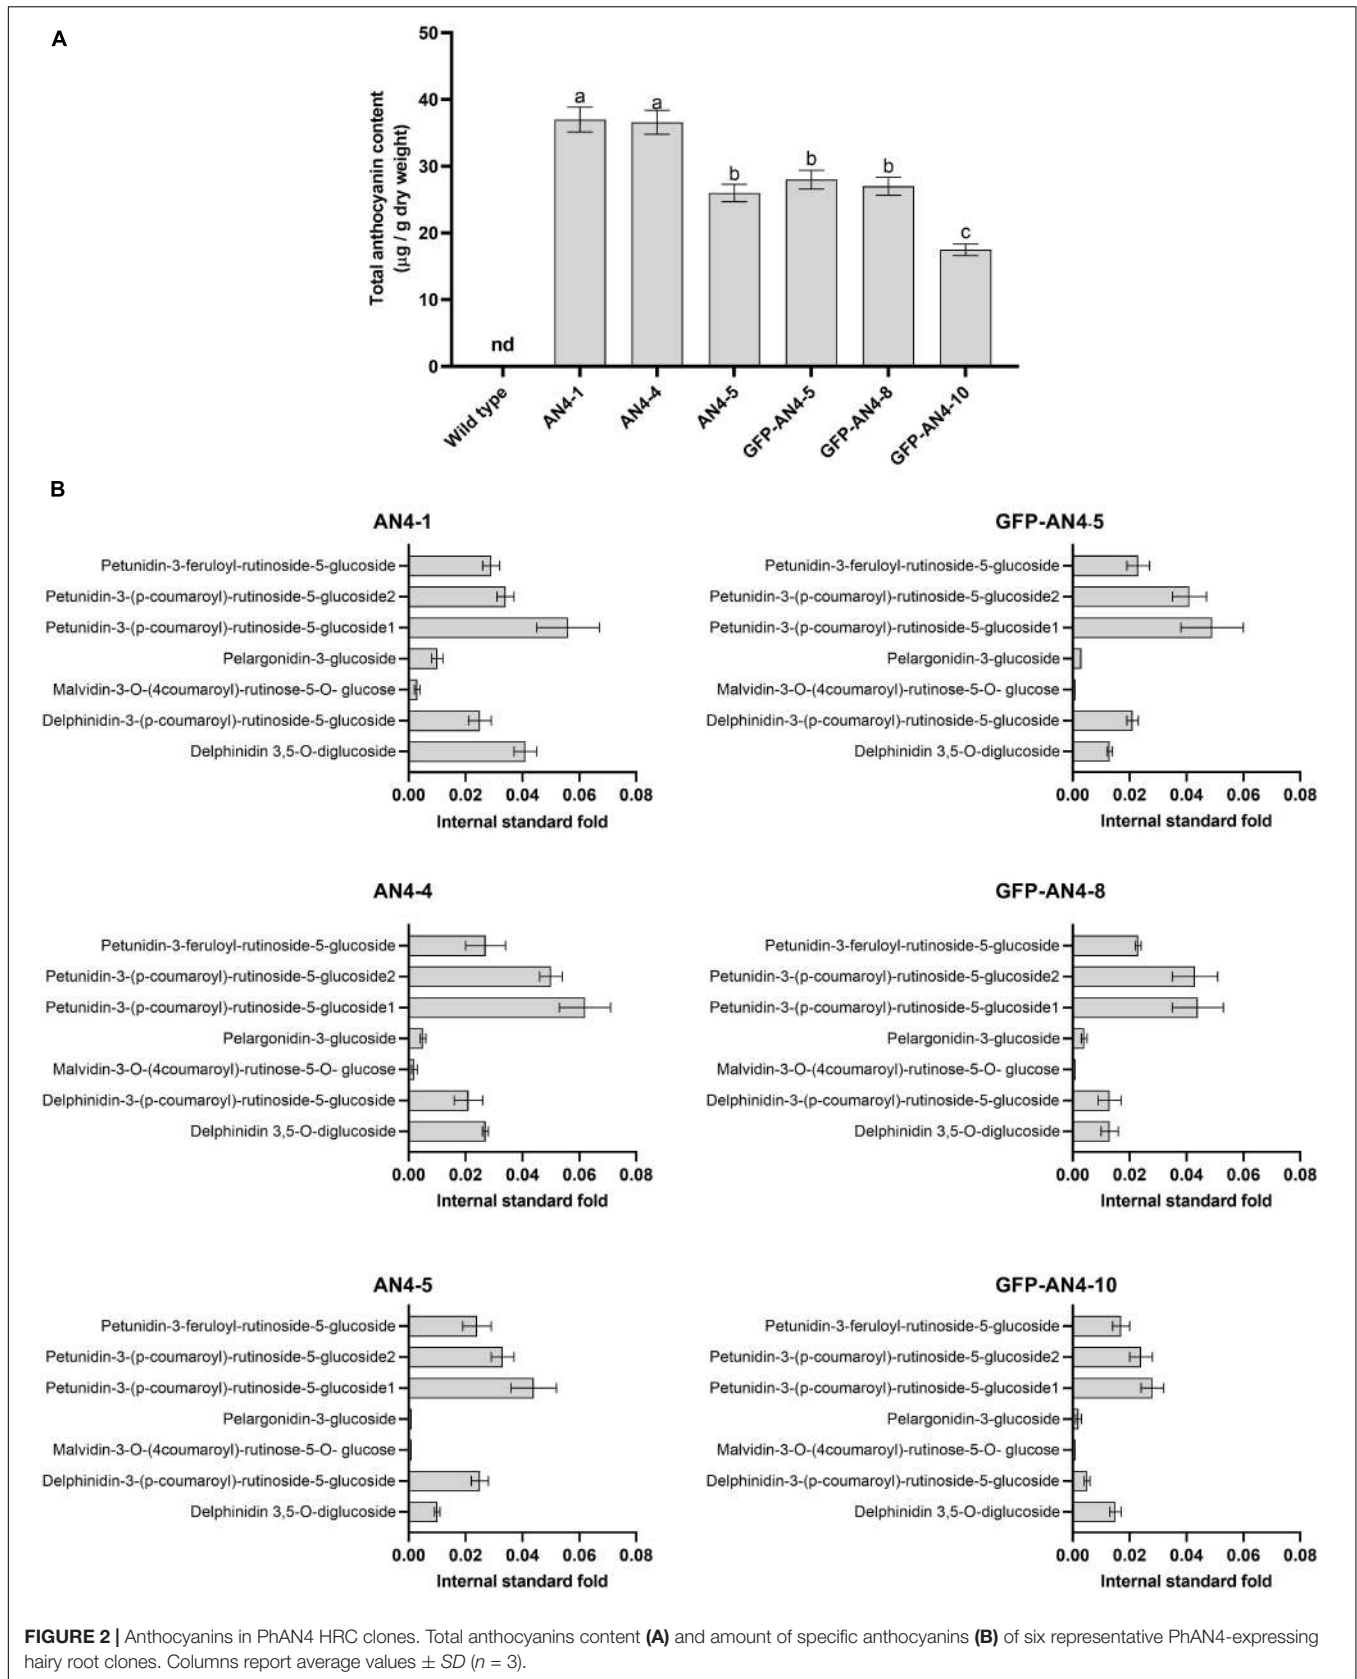 A
Total anthocyanin content
(µg / g dry weight)
50
40
30
20
10
0
nd
a
a
b
b
b
c
Wild type
AN4-1
AN4-4
AN4-5
GFP-AN4-5
GFP-AN4-8
GFP-AN4-10
B
AN4-1
Petunidin-3-feruloyl-rutinoside-5-glucoside
Petunidin-3-(p-coumaroyl)-rutinoside-5-glucoside2
Petunidin-3-(p-coumaroyl)-rutinoside-5-glucoside1
Pelargonidin-3-glucoside
Malvidin-3-O-(4coumaroyl)-rutinose-5-O- glucose
Delphinidin-3-(p-coumaroyl)-rutinoside-5-glucoside
Delphinidin 3,5-O-diglucoside
0.00 0.02 0.04 0.06 0.08
Internal standard fold
GFP-AN4-5
Petunidin-3-feruloyl-rutinoside-5-glucoside
Petunidin-3-(p-coumaroyl)-rutinoside-5-glucoside2
Petunidin-3-(p-coumaroyl)-rutinoside-5-glucoside1
Pelargonidin-3-glucoside
Malvidin-3-O-(4coumaroyl)-rutinose-5-O- glucose
Delphinidin-3-(p-coumaroyl)-rutinoside-5-glucoside
Delphinidin 3,5-O-diglucoside
0.00 0.02 0.04 0.06 0.08
Internal standard fold
AN4-4
Petunidin-3-feruloyl-rutinoside-5-glucoside
Petunidin-3-(p-coumaroyl)-rutinoside-5-glucoside2
Petunidin-3-(p-coumaroyl)-rutinoside-5-glucoside1
Pelargonidin-3-glucoside
Malvidin-3-O-(4coumaroyl)-rutinose-5-O- glucose
Delphinidin-3-(p-coumaroyl)-rutinoside-5-glucoside
Delphinidin 3,5-O-diglucoside
0.00 0.02 0.04 0.06 0.08
Internal standard fold
GFP-AN4-8
Petunidin-3-feruloyl-rutinoside-5-glucoside
Petunidin-3-(p-coumaroyl)-rutinoside-5-glucoside2
Petunidin-3-(p-coumaroyl)-rutinoside-5-glucoside1
Pelargonidin-3-glucoside
Malvidin-3-O-(4coumaroyl)-rutinose-5-O- glucose
Delphinidin-3-(p-coumaroyl)-rutinoside-5-glucoside
Delphinidin 3,5-O-diglucoside
0.00 0.02 0.04 0.06 0.08
Internal standard fold
AN4-5
Petunidin-3-feruloyl-rutinoside-5-glucoside
Petunidin-3-(p-coumaroyl)-rutinoside-5-glucoside2
Petunidin-3-(p-coumaroyl)-rutinoside-5-glucoside1
Pelargonidin-3-glucoside
Malvidin-3-O-(4coumaroyl)-rutinose-5-O- glucose
Delphinidin-3-(p-coumaroyl)-rutinoside-5-glucoside
Delphinidin 3,5-O-diglucoside
0.00 0.02 0.04 0.06 0.08
Internal standard fold
GFP-AN4-10
Petunidin-3-feruloyl-rutinoside-5-glucoside
Petunidin-3-(p-coumaroyl)-rutinoside-5-glucoside2
Petunidin-3-(p-coumaroyl)-rutinoside-5-glucoside1
Pelargonidin-3-glucoside
Malvidin-3-O-(4coumaroyl)-rutinose-5-O- glucose
Delphinidin-3-(p-coumaroyl)-rutinoside-5-glucoside
Delphinidin 3,5-O-diglucoside
0.00 0.02 0.04 0.06 0.08
Internal standard fold
FIGURE 2 | Anthocyanins in PhAN4 HRC clones. Total anthocyanins content (A) and amount of specific anthocyanins (B) of six representative PhAN4-expressing
hairy root clones. Columns report average values ± SD (n = 3).